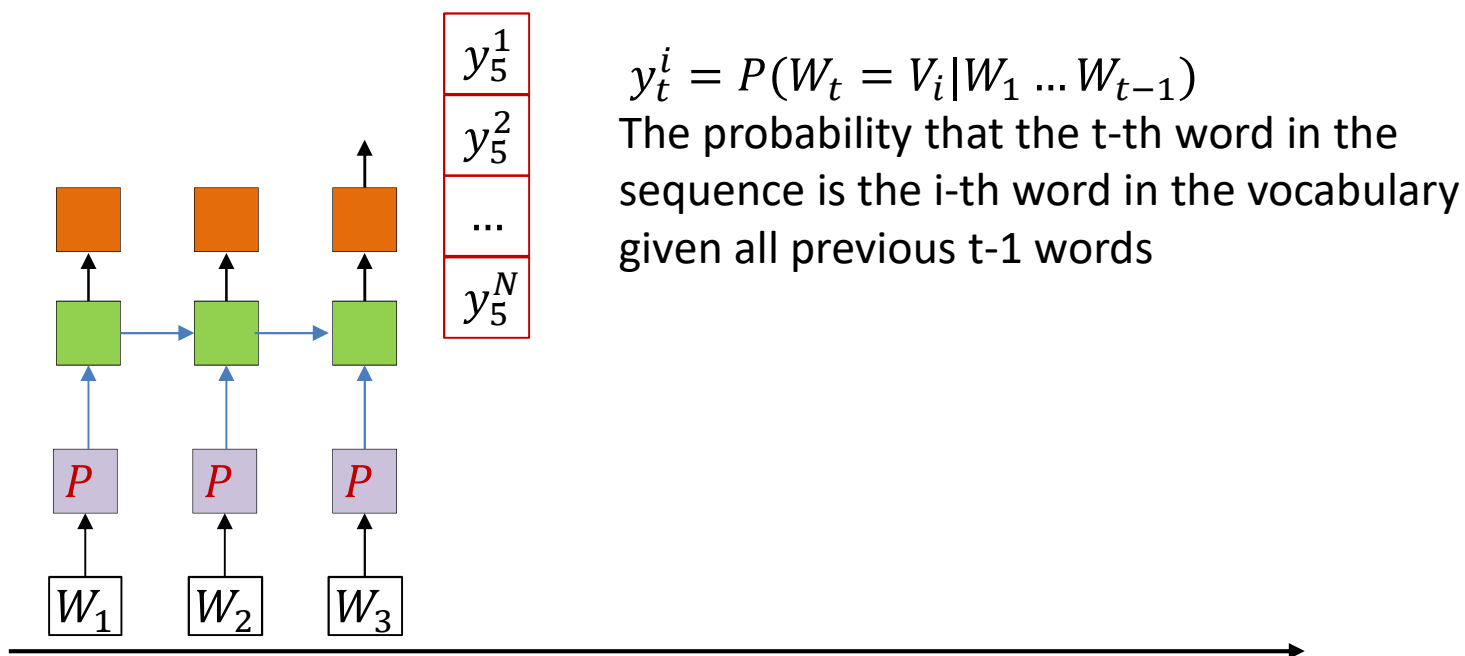 y_5^1
y_5^2
...
y_5^N
y_t^i = P(W_t = V_i|W_1 … W_{t−1})
The probability that the t-th word in the
sequence is the i-th word in the vocabulary
given all previous t-1 words
P P P
W_1 W_2 W_3